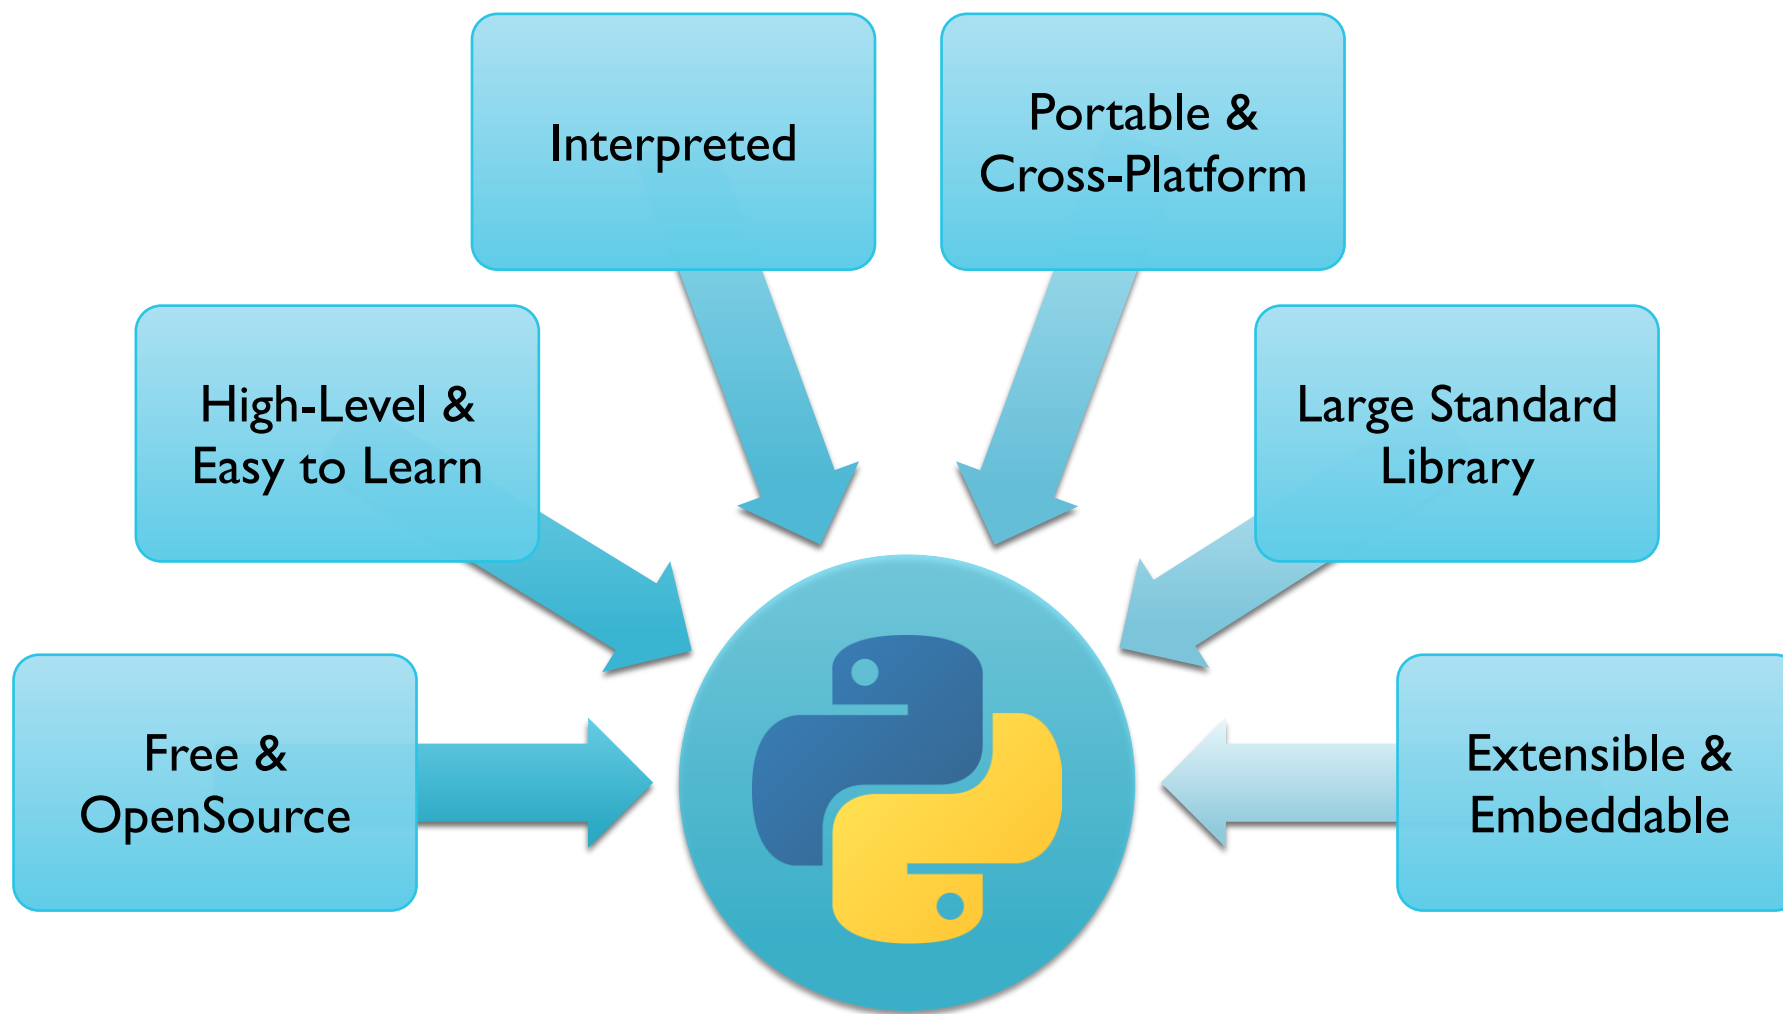 Interpreted
Portable &
Cross-Platform
High-Level &
Easy to Learn
Large Standard
Library
Free &
OpenSource
Extensible &
Embeddable